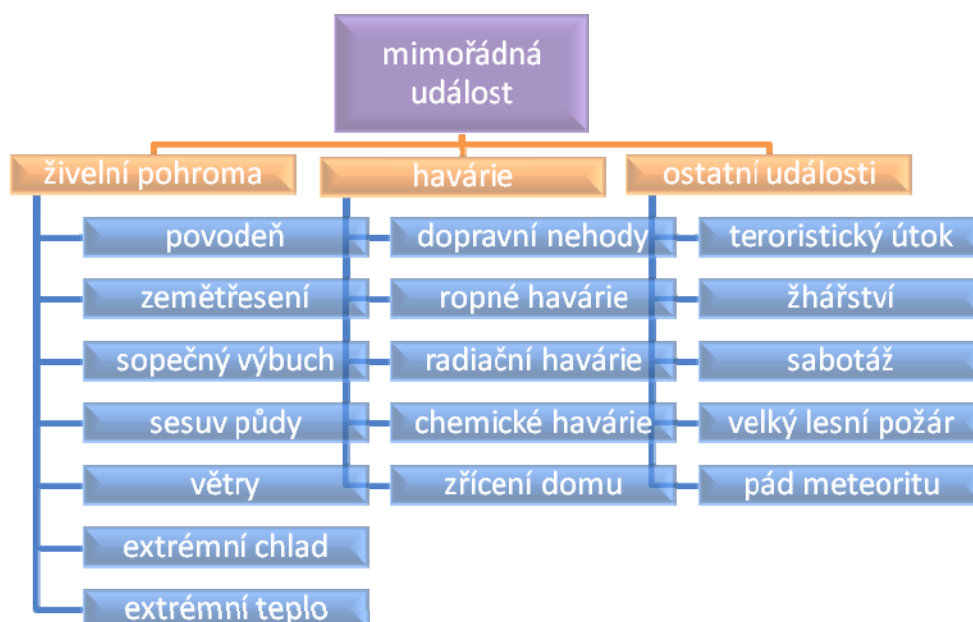 mimořádná
událost
živelní pohroma
povodeň
zemětřesení
sopečný výbuch
sesuv půdy
větry
extrémní chlad
extrémní teplo
havárie
dopravní nehody
ropné havárie
radiační havárie
chemické havárie
zřícení domu
ostatní události
teroristický útok
žhářství
sabotáž
velký lesní požár
pád meteoritu